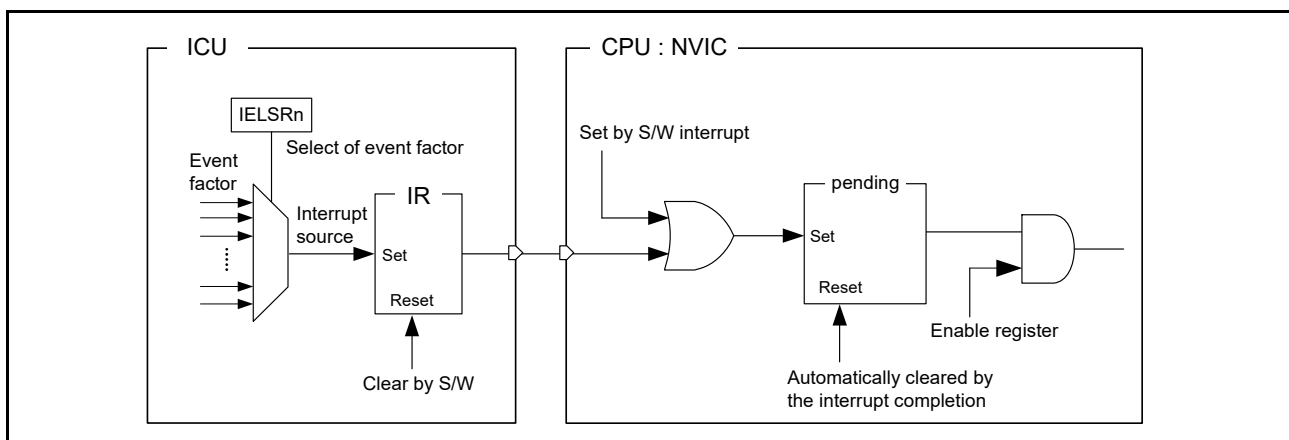 ICU
IELSRn
Select of event factor
Event
factor
Interrupt
source
IR
Set
Reset
Clear by S/W
CPU : NVIC
Set by S/W interrupt
pending
Set
Reset
Enable register
Automatically cleared by
the interrupt completion